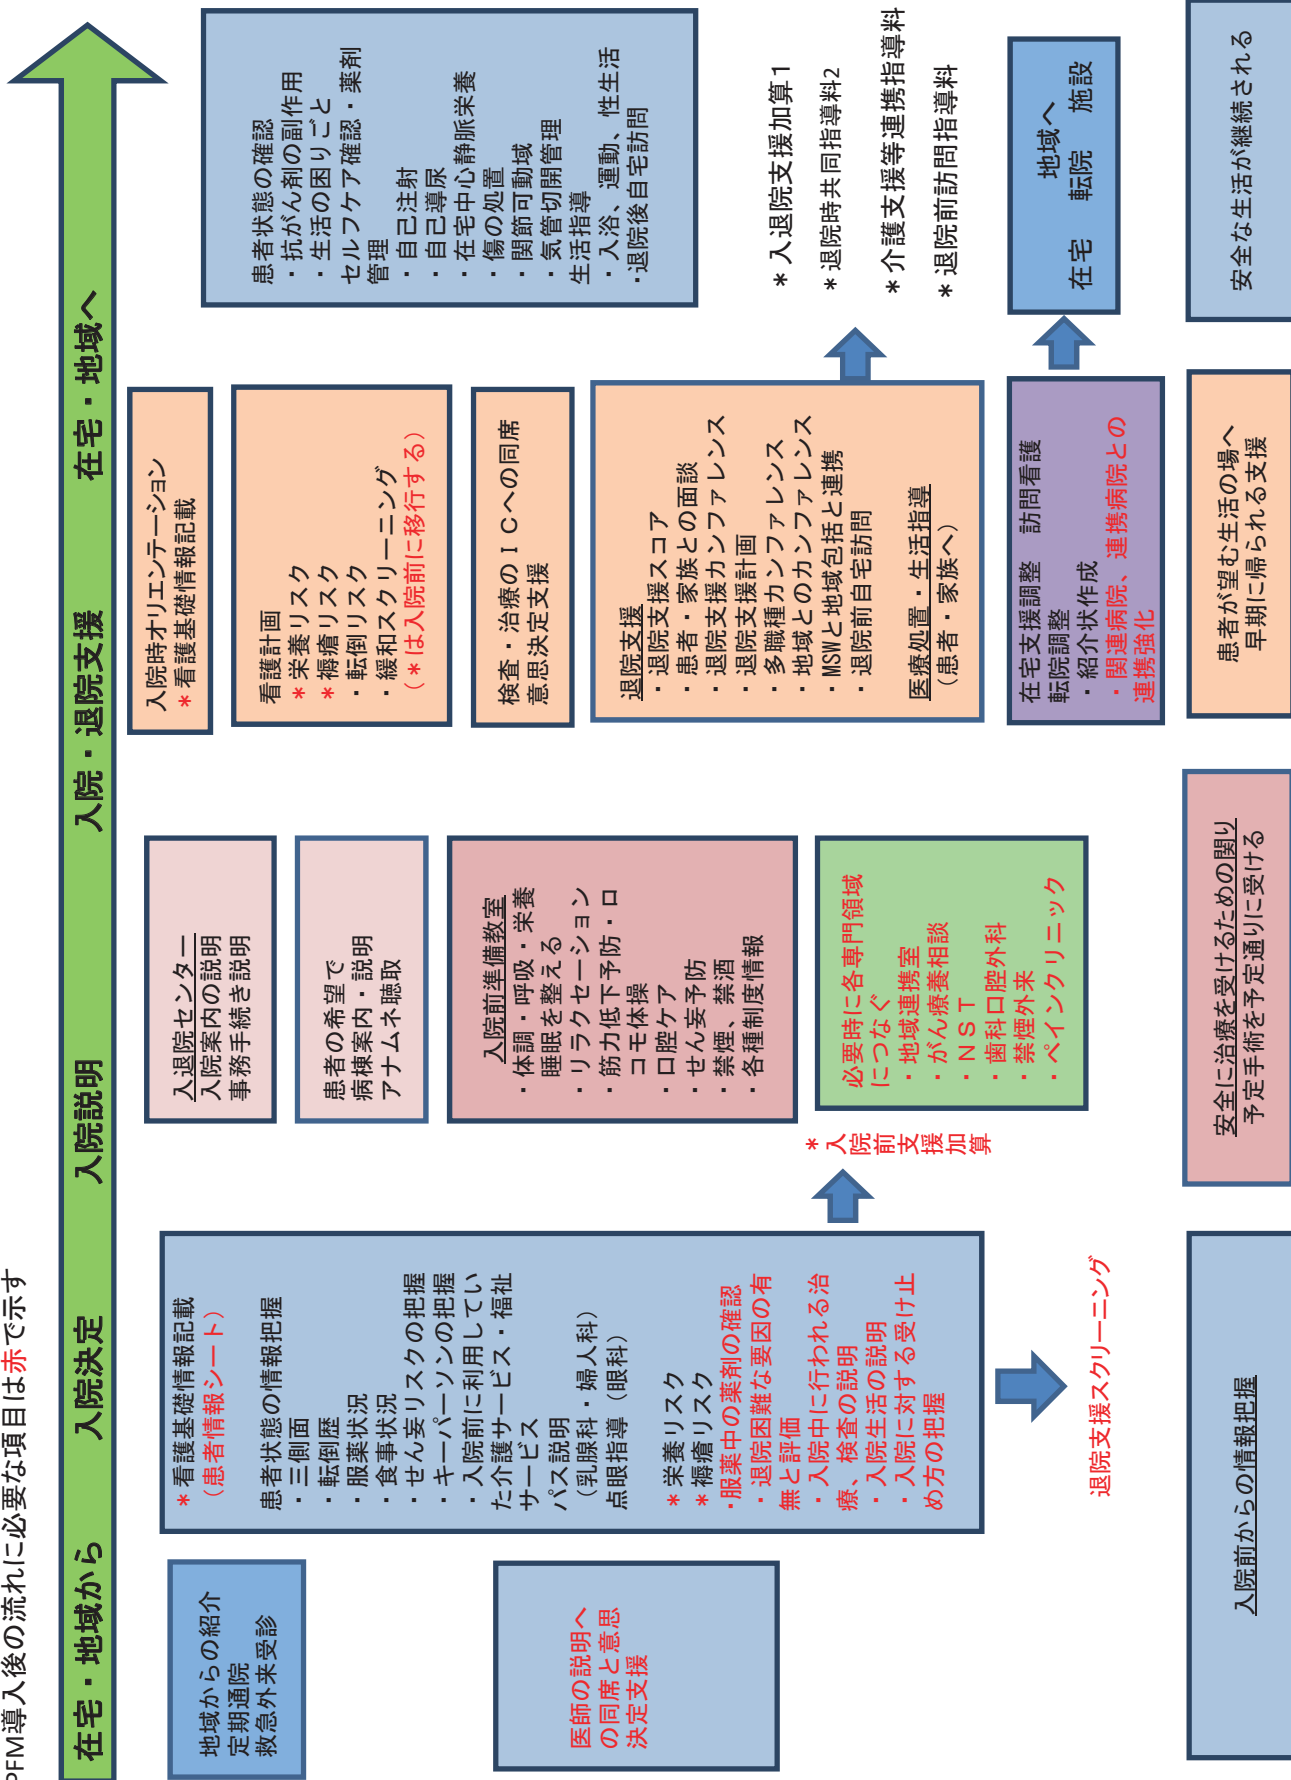 PFM導入後の流れに必要な項目は赤で示す
在宅・地域から　入院決定　入院説明　入院・退院支援　在宅・地域へ
地域からの紹介
定期通院
救急外来受診
医師の説明へ
の同席と意思
決定支援
*看護基礎情報記載
（患者情報シート）
患者状態の情報把握
・三側面
・転倒歴
・服薬状況
・食事状況
・せん妄リスクの把握
・キーパーソンの把握
・入院前に利用してい
た介護サービス・福祉
サービス
パス説明
（乳腺科・婦人科）
点眼指導（眼科）
*栄養リスク
*褥瘡リスク
・服薬中の薬剤の確認
・退院困難な要因の有
無と評価
・入院中に行われる治
療、検査の説明
・入院生活の説明
・入院に対する受け止
め方の把握
退院支援スクリーニング
*入院前支援加算
入退院センター
入院案内の説明
事務手続き説明
患者の希望で
病棟案内・説明
アナムネ聴取
入院前準備教室
・体調・呼吸・栄養
睡眠を整える
・リラクセーション
・筋力低下予防・ロ
コモ体操
・口腔ケア
・せん妄予防
・禁煙、禁酒
・各種制度情報
必要時に各専門領域
につなぐ
・地域連携室
・がん療養相談
・ＮＳＴ
・歯科口腔外科
・禁煙外来
・ペインクリニック
入院時オリエンテーション
*看護基礎情報記載
看護計画
*栄養リスク
*褥瘡リスク
・転倒リスク
・緩和スクリーニング
（*は入院前に移行する）
検査・治療のＩＣへの同席
意思決定支援
退院支援
・退院支援スコア
・患者・家族との面談
・退院支援カンファレンス
・退院支援計画
・多職種カンファレンス
・地域とのカンファレンス
・MSWと地域包括と連携
・退院前自宅訪問
医療処置・生活指導
（患者・家族へ）
在宅支援調整　訪問看護
転院調整
・紹介状作成
・関連病院、連携病院との
連携強化
患者状態の確認
・抗がん剤の副作用
・生活の困りごと
セルフケア確認・薬剤
管理
・自己注射
・自己導尿
・在宅中心静脈栄養
・傷の処置
・関節可動域
・気管切開管理
生活指導
・入浴、運動、性生活
・退院後自宅訪問
*入退院支援加算１
*退院時共同指導料2
*介護支援等連携指導料
*退院前訪問指導料
地域へ
在宅　転院　施設
入院前からの情報把握
安全に治療を受けるための関り
予定手術を予定通りに受ける
患者が望む生活の場へ
早期に帰られる支援
安全な生活が継続される